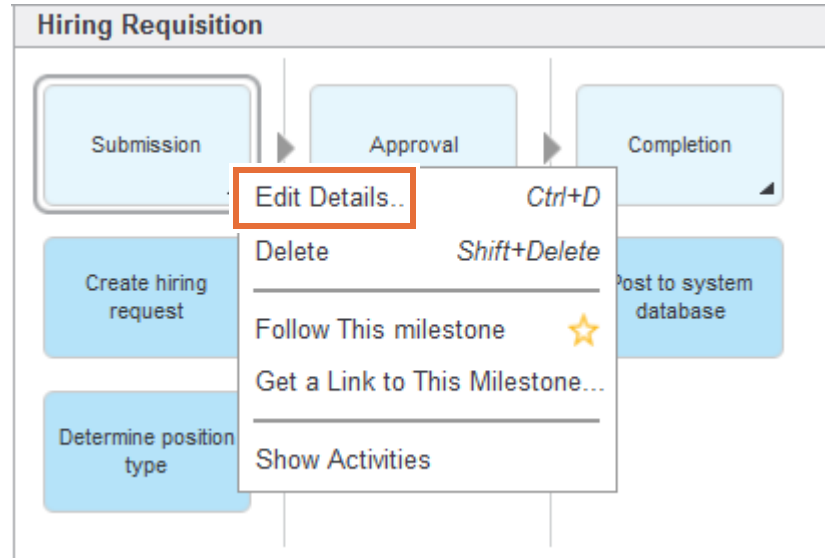 Hiring Requisition
Submission
Approval
Completion
Edit Details..
Ctrl+D
Delete
Shift+Delete
Follow This milestone
Get a Link to This Milestone...
Show Activities
Create hiring
request
Post to system
database
Determine position
type